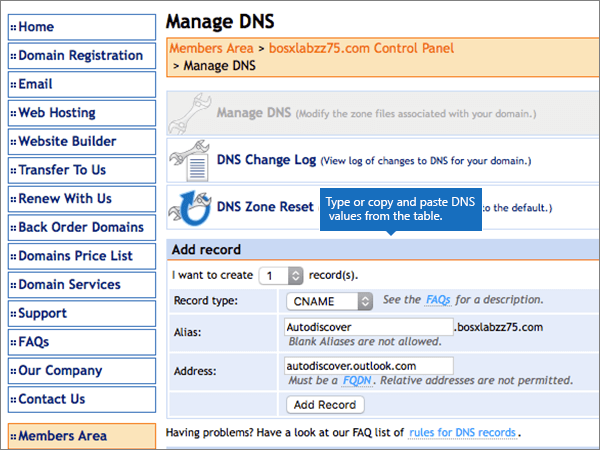 Home
Domain Registration
Email
Web Hosting
Website Builder
Transfer To Us
Renew With Us
Back Order Domains
Domains Price List
Domain Services
Support
FAQs
Our Company
Contact Us
Members Area
Manage DNS
Members Area > bosxlabzz75.com Control Panel
> Manage DNS
Manage DNS (Modify the zone files associated with your domain.)
DNS Change Log (View log of changes to DNS for your domain.)
DNS Zone Reset ( to the default.)
Type or copy and paste DNS
values from the table.
Add record
I want to create 1 record(s).
Record type: CNAME See the FAQs for a description.
Alias: Autodiscover .bosxlabzz75.com
Blank Aliases are not allowed.
Address: autodiscover.outlook.com
Must be a FQDN. Relative addresses are not permitted.
Add Record
Having problems? Have a look at our FAQ list of rules for DNS records.